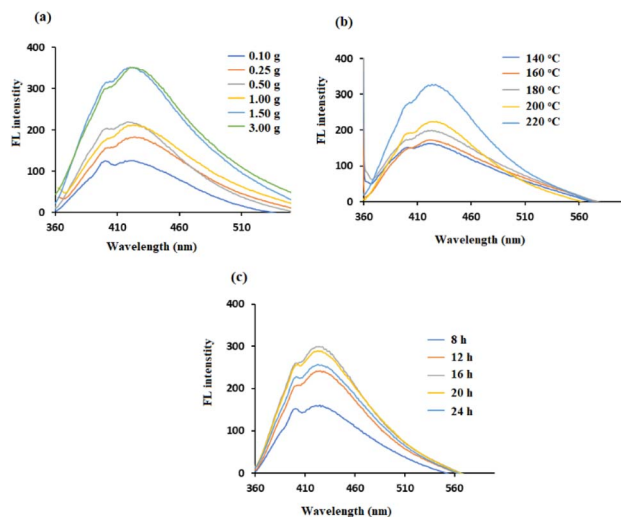 (a)
FL intenstity
400
300
200
100
0
360 410 460 510
Wavelength (nm)
0.10 g
0.25 g
0.50 g
1.00 g
1.50 g
3.00 g
(b)
FL intenstity
400
300
200
100
0
360 410 460 510 560
Wavelength (nm)
140 °C
160 °C
180 °C
200 °C
220 °C
(c)
FL intenstity
400
300
200
100
0
360 410 460 510 560
Wavelength (nm)
8 h
12 h
16 h
20 h
24 h